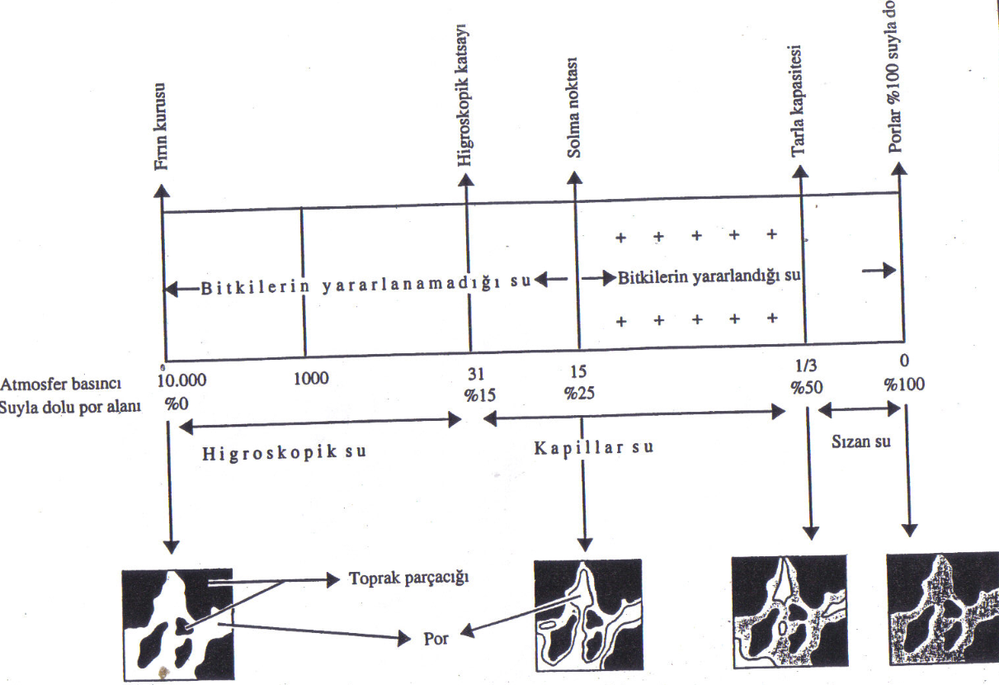 Fırın kurusu
Higroskopik katsayı
Solma noktası
Tarla kapasitesi
Porlar %100 suyla do
+ + + + +
Bitkilerin yararlanamadığı su
Bitkilerin yararlandığı su
+ + + + +
Atmosfer basıncı 10.000 1000 31 15 1/3 0
Suyla dolu por alanı %0 %15 %25 %50 %100
Higroskopik su
Kapillar su
Sızan su
Toprak parçacığı
Por